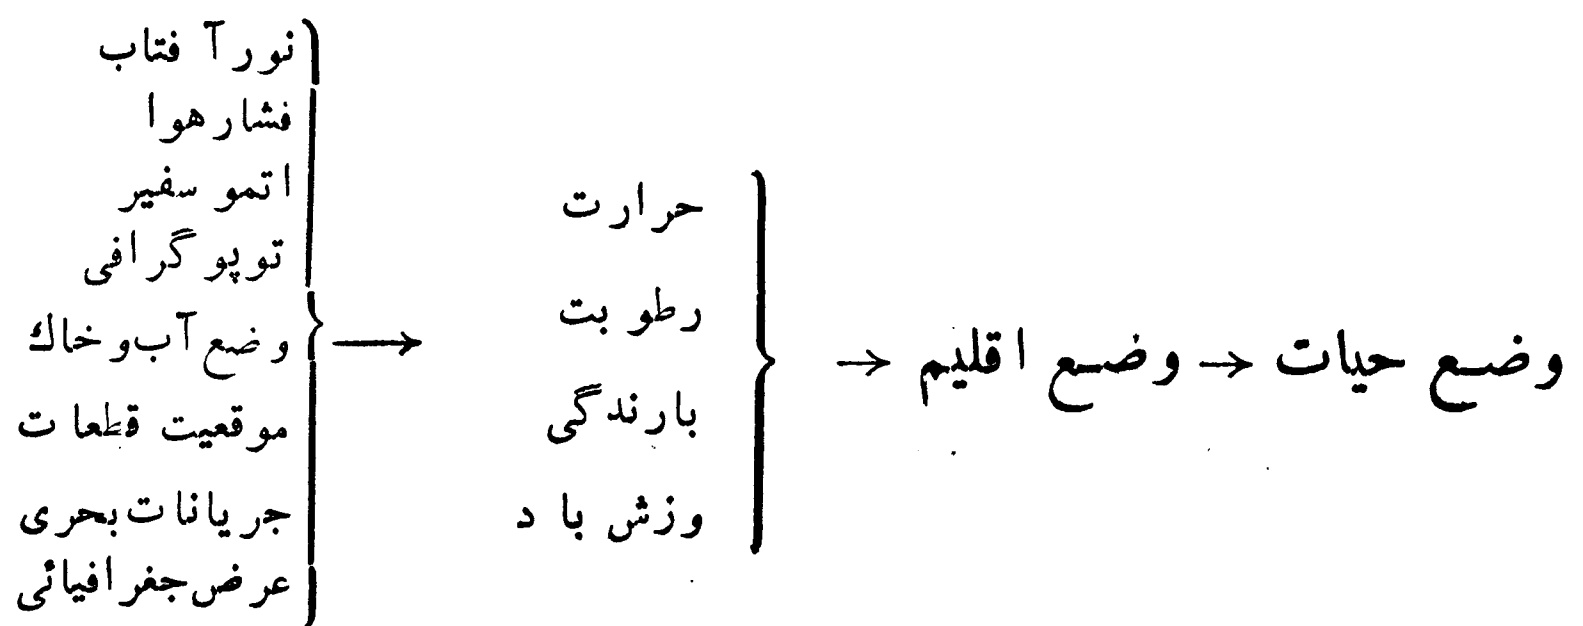 نور آفتاب
فشار هوا
اتموسفیر
توپوگرافی
وضع آب و خاك
موقعیت قطعات
جریانات بحری
عرض جغرافیائی
→
حرارت
رطوبت
بارندگی
وزش باد
→ وضع اقلیم → وضع حیات